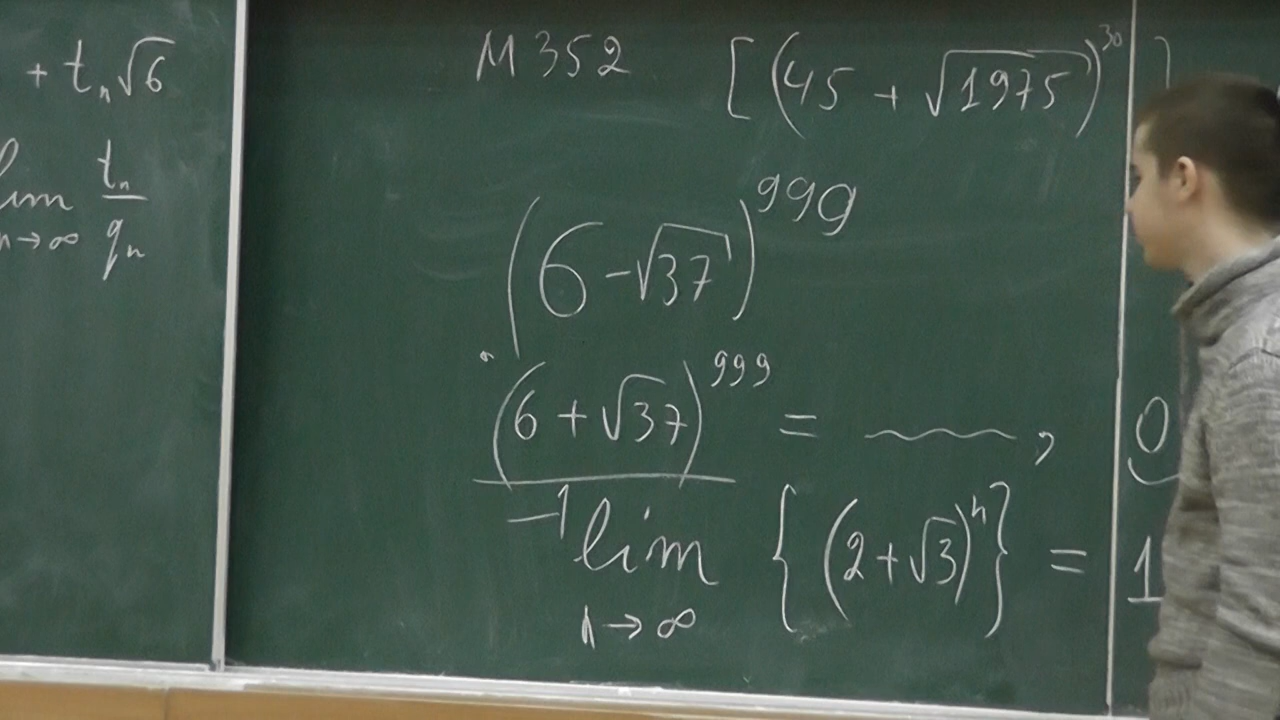 + tₙ√6
lim tₙ/qₙ
n→∞
M352 [(45 + √1975)³⁰]
(6 - √37)⁹⁹⁹
· (6 + √37)⁹⁹⁹ = , 0
-1
lim {(2+√3)ⁿ} = 1
n→∞